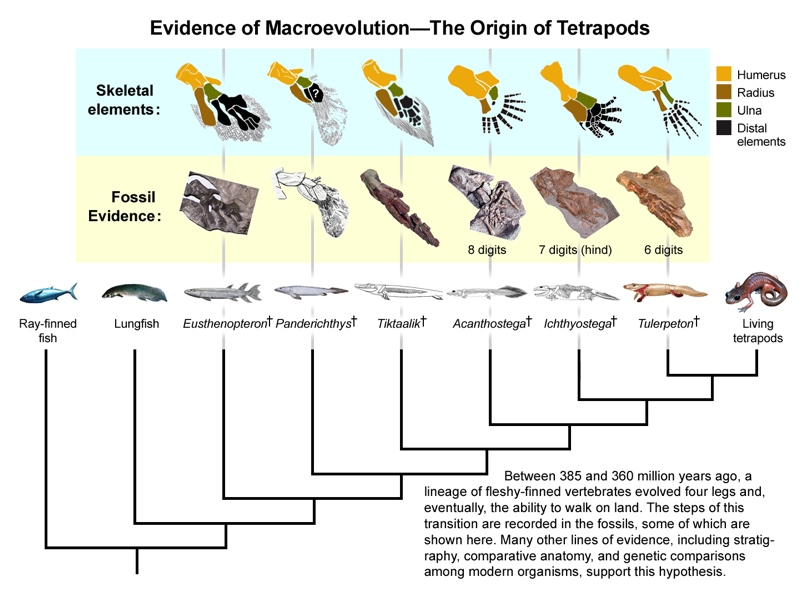 Evidence of Macroevolution—The Origin of Tetrapods
Skeletal
elements:
?
Humerus
Radius
Ulna
Distal
elements
Fossil
Evidence:
8 digits
7 digits (hind)
6 digits
Ray-finned
fish
Lungfish
Eusthenopteron†
Panderichthys†
Tiktaalik†
Acanthostega†
Ichthyostega†
Tulerpeton†
Living
tetrapods
Between 385 and 360 million years ago, a
lineage of fleshy-finned vertebrates evolved four legs and,
eventually, the ability to walk on land. The steps of this
transition are recorded in the fossils, some of which are
shown here. Many other lines of evidence, including stratig-
raphy, comparative anatomy, and genetic comparisons
among modern organisms, support this hypothesis.